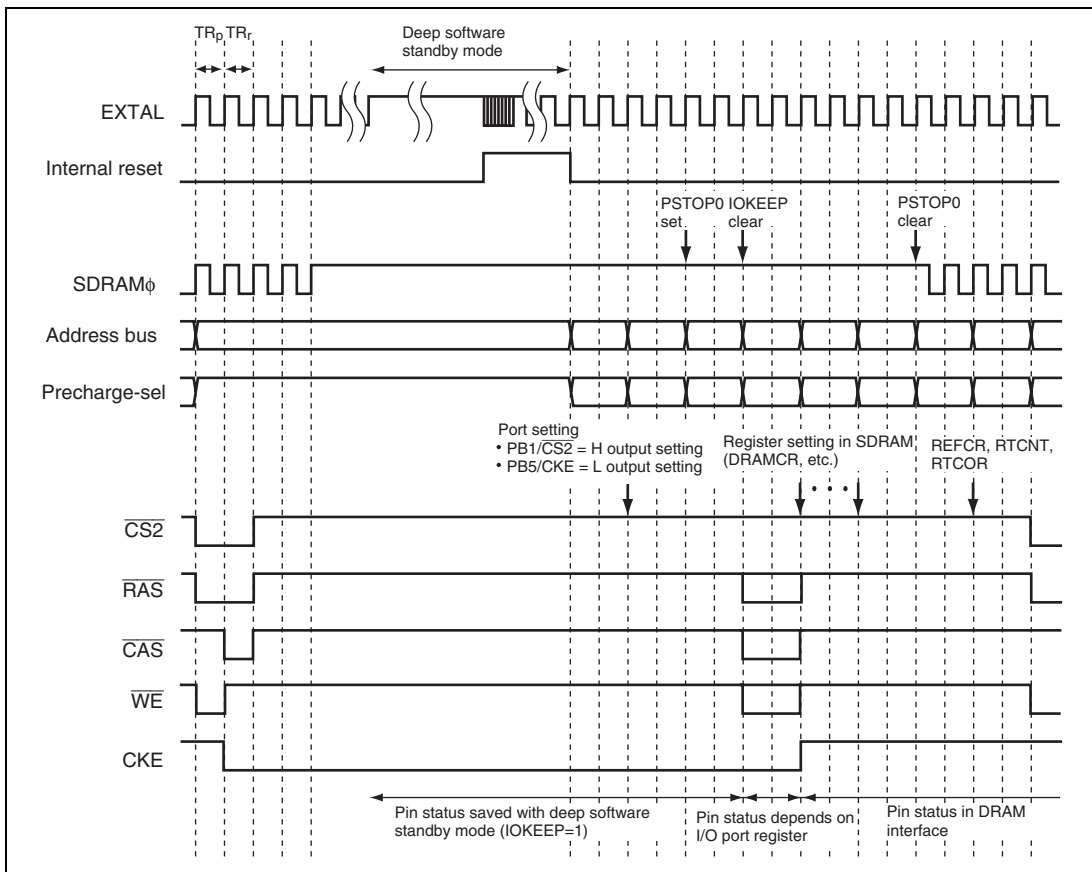 TRp TRr
Deep software
standby mode
EXTAL
Internal reset
PSTOP0
set
IOKEEP
clear
PSTOP0
clear
SDRAMϕ
Address bus
Precharge-sel
Port setting
• PB1/CS2 = H output setting
• PB5/CKE = L output setting
Register setting in SDRAM
(DRAMCR, etc.)
REFCR, RTCNT,
RTCOR
CS2
RAS
CAS
WE
CKE
Pin status saved with deep software
standby mode (IOKEEP=1)
Pin status depends on
I/O port register
Pin status in DRAM
interface